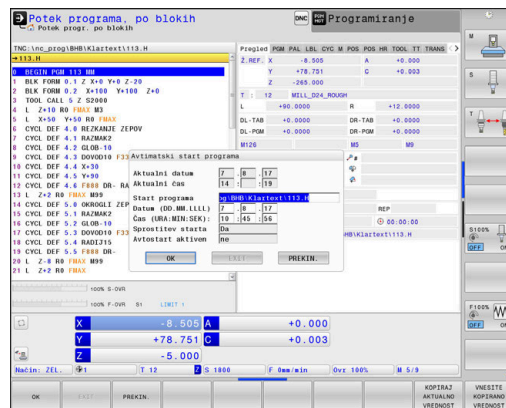 Potek programa, po blokih
Potek progr. po blokih
DNC
Programiranje
TNC:\nc_prog\BHB\Klartext\113.H
→113.H
0 BEGIN PGM 113 MM
1 BLK FORM 0.1 Z X+0 Y+0 Z-20
2 BLK FORM 0.2 X+100 Y+100 Z+0
3 TOOL CALL 5 Z S2000
4 L Z+10 R0 FMAX M3
5 L X+50 Y+50 R0 FMAX
6 CYCL DEF 4.0 REZKANJE ZEPOV
7 CYCL DEF 4.1 RAZMAK2
8 CYCL DEF 4.2 GLOB-10
9 CYCL DEF 4.3 DOVOD10 F33
10 CYCL DEF 4.4 X+30
11 CYCL DEF 4.5 Y+90
12 CYCL DEF 4.6 F888 DR- RA
13 L Z+2 R0 FMAX M99
14 CYCL DEF 5.0 OKROGLI ZEP
15 CYCL DEF 5.1 RAZMAK2
16 CYCL DEF 5.2 GLOB-10
17 CYCL DEF 5.3 DOVOD10 F33
18 CYCL DEF 5.4 RADIJ15
19 CYCL DEF 5.5 F888 DR-
20 L Z-8 R0 FMAX M99
21 L Z+2 R0 FMAX
Pregled PGM PAL LBL CYC M POS POS HR TOOL TT TRANS
Ž.REF. X -8.505 A +0.000
Y +78.751 C +0.003
Z -265.000
T : 12 MILL_D24_ROUGH
L +90.0000 R +12.0000
DL-TAB +0.0000 DR-TAB +0.0000
DL-PGM +0.0000 DR-PGM +0.0000
M126 M5 M9
REP
00:00:00
HB\Klartext\113.H
Avtimatski start programa
Aktualni datum 7 .8 .17
Aktualni čas 14 : :19
Start programa og\BHB\Klartext\113.H
Datum (DD.MM.LLLL) 7 .8 .17
Čas (URA:MIN:SEK): 10 :45 :56
Sprostitev starta Da
Avtostart aktiven ne
OK
PREKIN.
100% S-OVR
100% F-OVR S1 LIMIT 1
X -8.505 A +0.000
Y +78.751 C +0.003
Z -5.000
Način: ŽEL. 1 T 12 Z S 1800 F 0mm/min Ovr 100% M 5/9
M
S
T
S100%
OFF ON
F100%
OFF ON
OK
EDIT
PREKIN.
KOPIRAJ AKTUALNO VREDNOST
VNESITE KOPIRANO VREDNOST